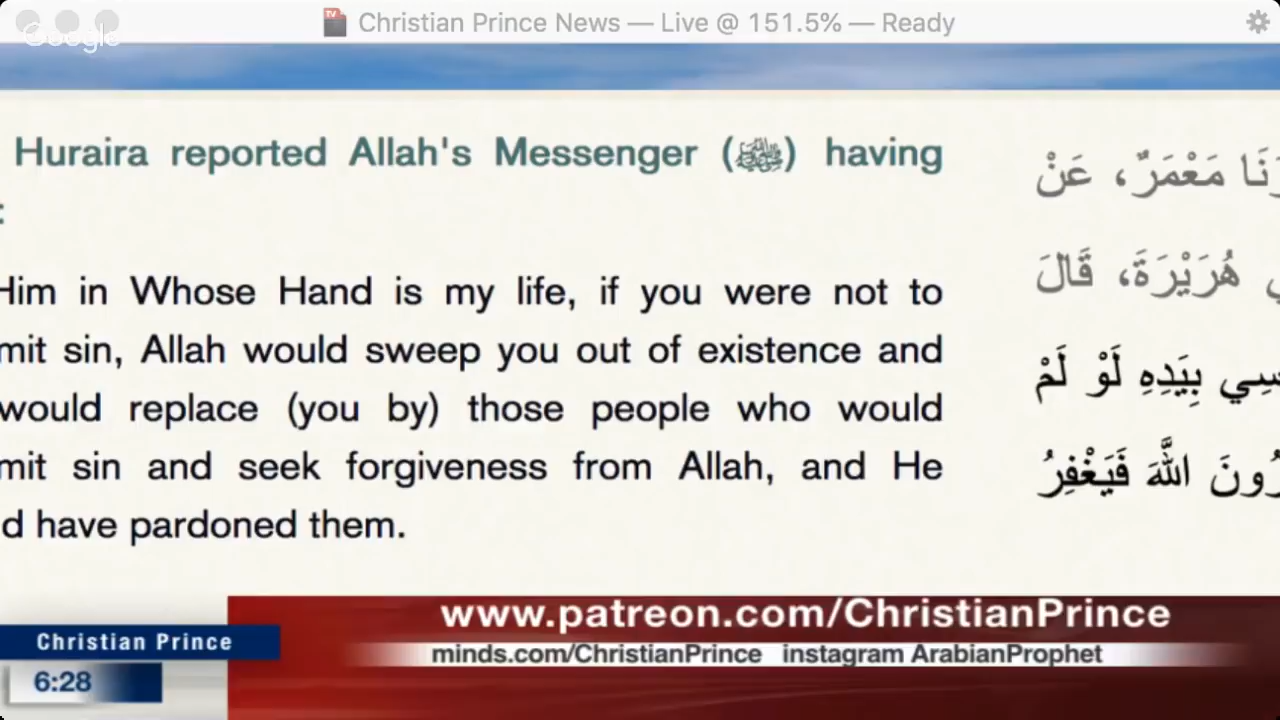 Christian Prince News — Live @ 151.5% — Ready
Google
Huraira reported Allah's Messenger (ﷺ) having
:
Him in Whose Hand is my life, if you were not to
mit sin, Allah would sweep you out of existence and
would replace (you by) those people who would
mit sin and seek forgiveness from Allah, and He
d have pardoned them.
رَنَا مَعْمَرٌ، عَنْ
ي هُرَيْرَةَ، قَالَ
سِي بِيَدِهِ لَوْ لَمْ
رُونَ اللَّهَ فَيَغْفِرُ
www.patreon.com/ChristianPrince
minds.com/ChristianPrince instagram ArabianProphet
Christian Prince
6:28